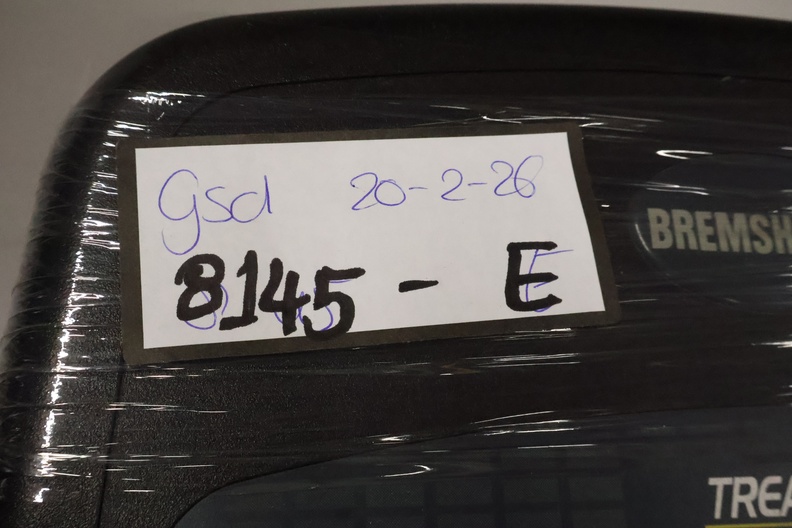 gsd 20-2-26
8145 - E
BREMSH
TREA